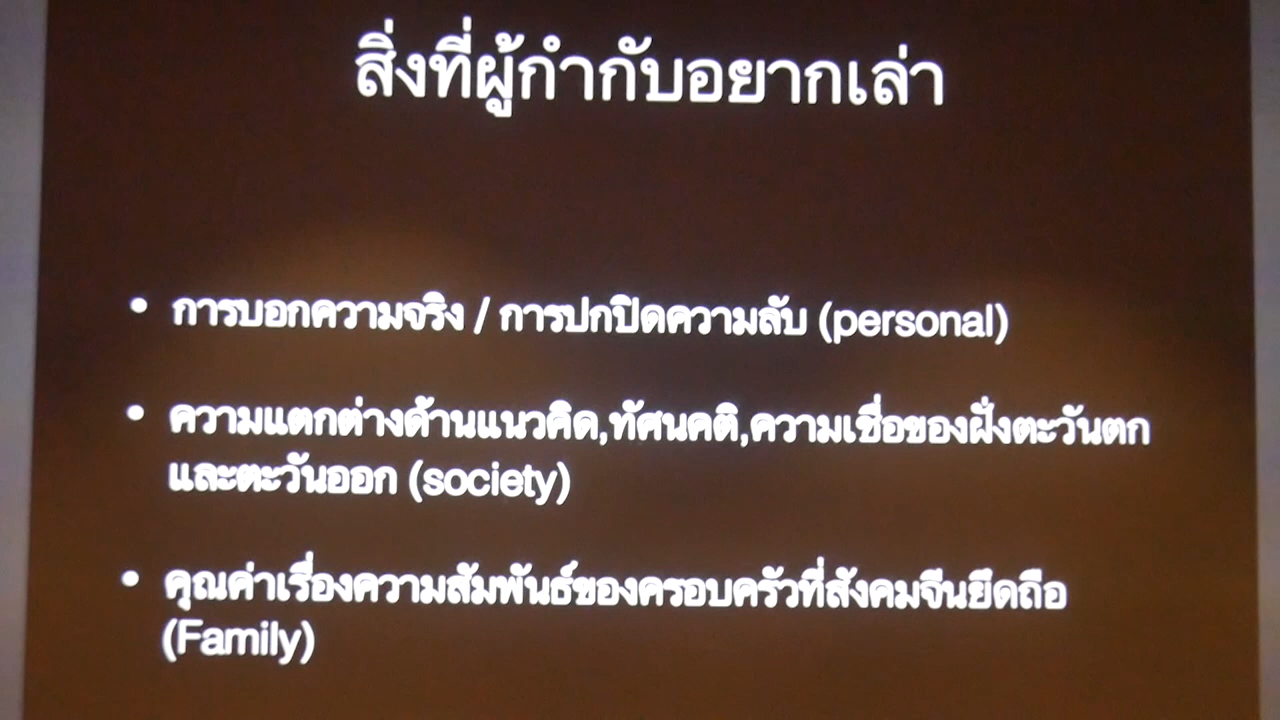 สิ่งที่ผู้กำกับอยากเล่า
• การบอกความจริง / การปกปิดความลับ (personal)
• ความแตกต่างด้านแนวคิด,ทัศนคติ,ความเชื่อของฝั่งตะวันตก
และตะวันออก (society)
• คุณค่าเรื่องความสัมพันธ์ของครอบครัวที่สังคมจีนยึดถือ
(Family)